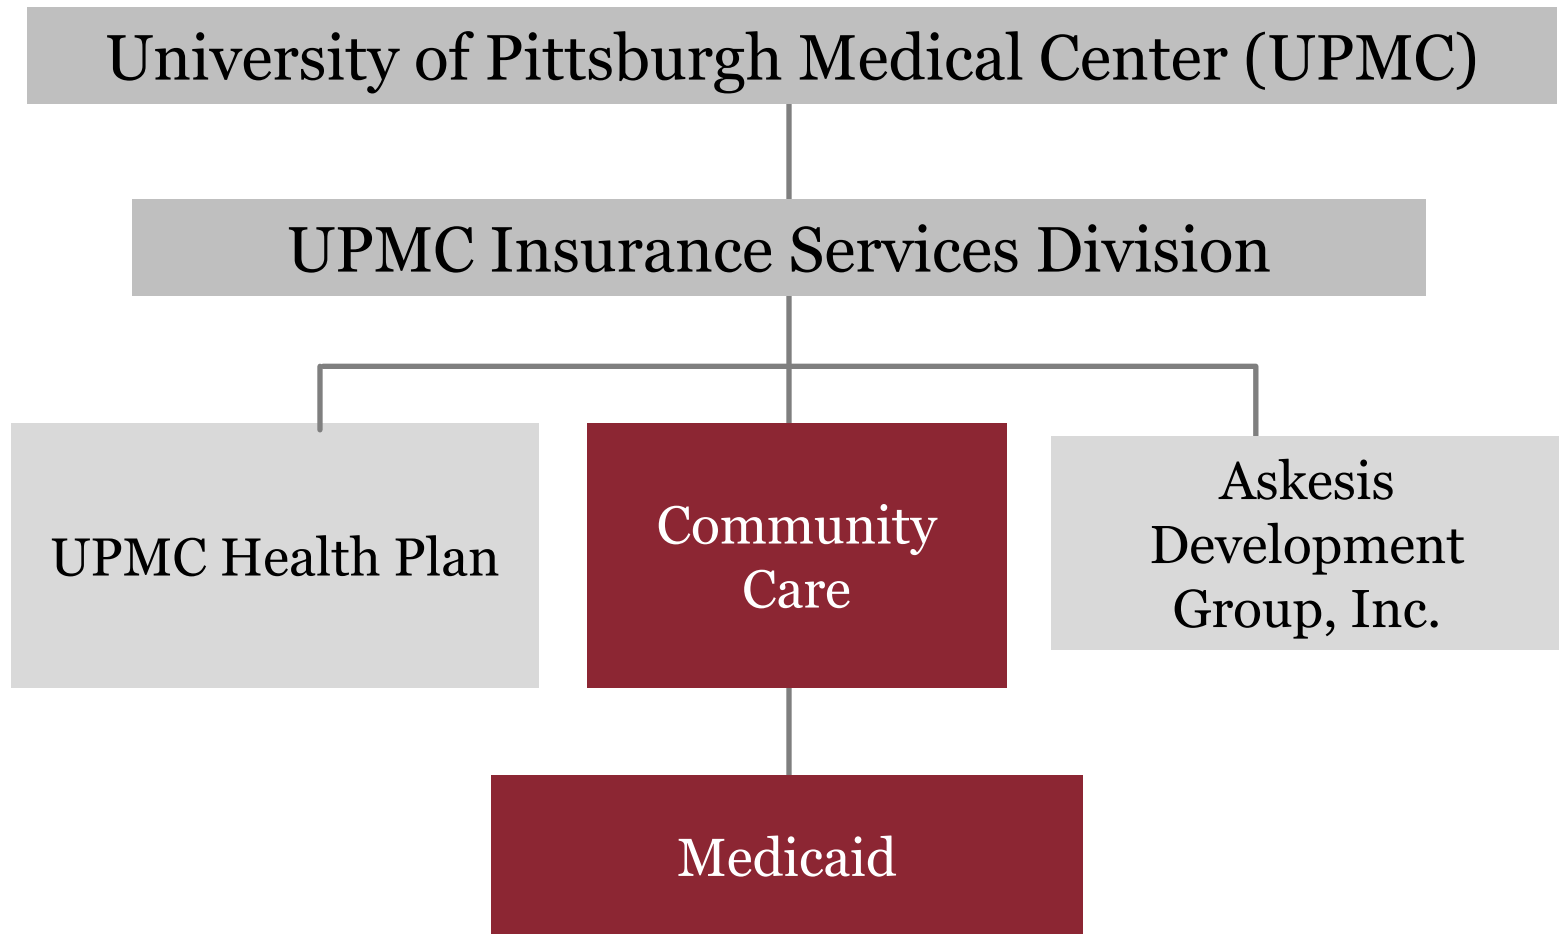 University of Pittsburgh Medical Center (UPMC)
UPMC Insurance Services Division
UPMC Health Plan
Community
Care
Askesis
Development
Group, Inc.
Medicaid